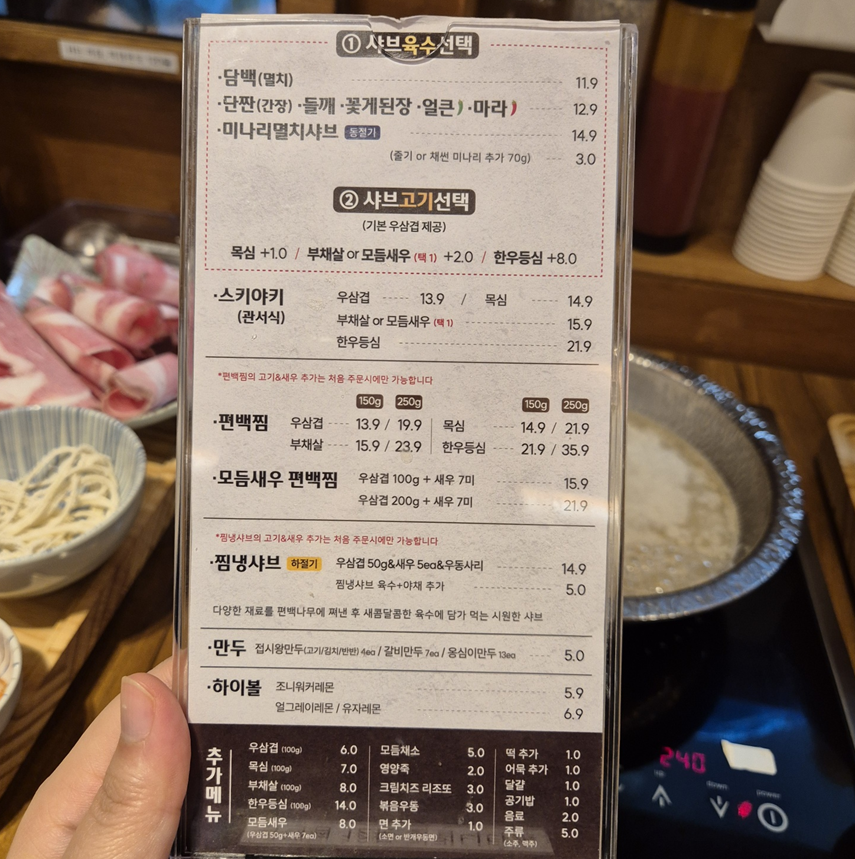 ① 샤브육수선택
·담백(멸치) 11.9
·단짠(간장) ·들깨 ·꽃게된장 ·얼큰 ·마라 12.9
·미나리멸치샤브 동절기 14.9
(줄기 or 채썬 미나리 추가 70g) 3.0
② 샤브고기선택
(기본 우삼겹 제공)
목심 +1.0 / 부채살 or 모듬새우 (택 1) +2.0 / 한우등심 +8.0
·스키야키 우삼겹 13.9 / 목심 14.9
(관서식) 부채살 or 모듬새우 (택 1) 15.9
한우등심 21.9
*편백찜의 고기&새우 추가는 처음 주문시에만 가능합니다
150g 250g 150g 250g
·편백찜 우삼겹 13.9 / 19.9 목심 14.9 / 21.9
부채살 15.9 / 23.9 한우등심 21.9 / 35.9
·모듬새우 편백찜 우삼겹 100g + 새우 7미 15.9
우삼겹 200g + 새우 7미 21.9
*찜냉샤브의 고기&새우 추가는 처음 주문시에만 가능합니다
·찜냉샤브 하절기 우삼겹 50g&새우 5ea&우동사리 14.9
찜냉샤브 육수+야채 추가 5.0
다양한 재료를 편백나무에 쪄낸 후 새콤달콤한 육수에 담가 먹는 시원한 샤브
·만두 접시왕만두(고기/김치/반반) 4ea / 갈비만두 7ea / 옹심이만두 13ea 5.0
·하이볼 조니워커레몬 5.9
얼그레이레몬 / 유자레몬 6.9
추가메뉴
우삼겹 (100g) 6.0
목심 (100g) 7.0
부채살 (100g) 8.0
한우등심 (100g) 14.0
모듬새우 8.0
(우삼겹 50g+새우 7ea)
모듬채소 5.0
영양죽 2.0
크림치즈 리조또 3.0
볶음우동 3.0
면 추가 1.0
(소면 or 반계우동면)
떡 추가 1.0
어묵 추가 1.0
달걀 1.0
공기밥 1.0
음료 2.0
주류 5.0
(소주, 맥주)
240
down
power